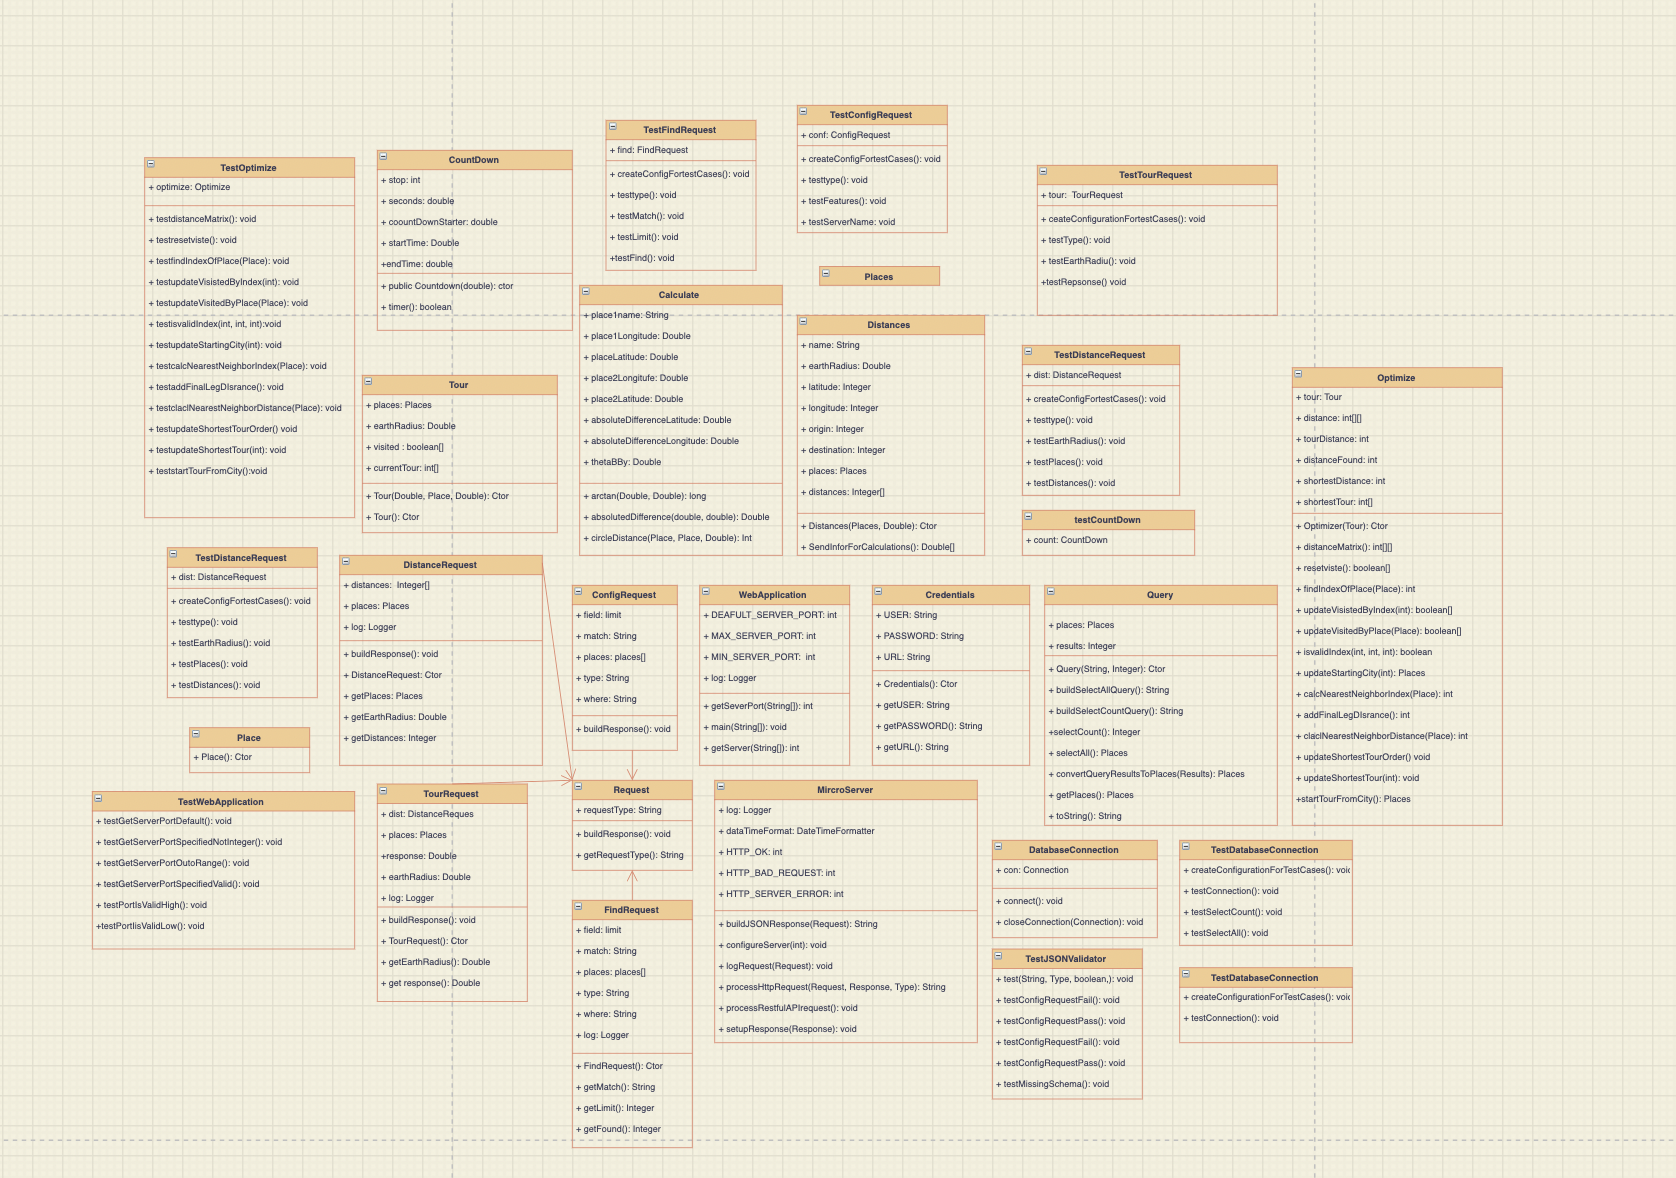 TestOptimize
+ optimize: Optimize
+ testdistanceMatrix(): void
+ testresetviste(): void
+ testfindIndexOfPlace(Place): void
+ testupdateVisistedByIndex(int): void
+ testupdateVisitedByPlace(Place): void
+ testisvalidIndex(int, int, int):void
+ testupdateStartingCity(int): void
+ testcalcNearestNeighborIndex(Place): void
+ testaddFinalLegDIsrance(): void
+ testclaclNearestNeighborDistance(Place): void
+ testupdateShortestTourOrder() void
+ testupdateShortestTour(int): void
+ teststartTourFromCity():void
CountDown
+ stop: int
+ seconds: double
+ coountDownStarter: double
+ startTime: Double
+endTime: double
+ public Countdown(double): ctor
+ timer(): boolean
TestFindRequest
+ find: FindRequest
+ createConfigFortestCases(): void
+ testtype(): void
+ testMatch(): void
+ testLimit(): void
+testFind(): void
TestConfigRequest
+ conf: ConfigRequest
+ createConfigFortestCases(): void
+ testtype(): void
+ testFeatures(): void
+ testServerName: void
TestTourRequest
+ tour:  TourRequest
+ ceateConfigurationFortestCases(): void
+ testType(): void
+ testEarthRadiu(): void
+testRepsonse() void
Places
Calculate
+ place1name: String
+ place1Longitude: Double
+ placeLatitude: Double
+ place2Longitufe: Double
+ place2Latitude: Double
+ absoluteDifferenceLatitude: Double
+ absoluteDifferenceLongitude: Double
+ thetaBBy: Double
+ arctan(Double, Double): long
+ absolutedDifference(double, double): Double
+ circleDistance(Place, Place, Double): Int
Distances
+ name: String
+ earthRadius: Double
+ latitude: Integer
+ longitude: Integer
+ origin: Integer
+ destination: Integer
+ places: Places
+ distances: Integer[]
+ Distances(Places, Double): Ctor
+ SendInforForCalculations(): Double[]
TestDistanceRequest
+ dist: DistanceRequest
+ createConfigFortestCases(): void
+ testtype(): void
+ testEarthRadius(): void
+ testPlaces(): void
+ testDistances(): void
Optimize
+ tour: Tour
+ distance: int[][]
+ tourDistance: int
+ distanceFound: int
+ shortestDistance: int
+ shortestTour: int[]
+ Optimizer(Tour): Ctor
+ distanceMatrix(): int[][]
+ resetviste(): boolean[]
+ findIndexOfPlace(Place): int
+ updateVisistedByIndex(int): boolean[]
+ updateVisitedByPlace(Place): boolean[]
+ isvalidIndex(int, int, int): boolean
+ updateStartingCity(int): Places
+ calcNearestNeighborIndex(Place): int
+ addFinalLegDIsrance(): int
+ claclNearestNeighborDistance(Place): int
+ updateShortestTourOrder() void
+ updateShortestTour(int): void
+startTourFromCity(): Places
Tour
+ places: Places
+ earthRadius: Double
+ visited : boolean[]
+ currentTour: int[]
+ Tour(Double, Place, Double): Ctor
+ Tour(): Ctor
testCountDown
+ count: CountDown
TestDistanceRequest
+ dist: DistanceRequest
+ createConfigFortestCases(): void
+ testtype(): void
+ testEarthRadius(): void
+ testPlaces(): void
+ testDistances(): void
DistanceRequest
+ distances:  Integer[]
+ places: Places
+ log: Logger
+ buildResponse(): void
+ DistanceRequest: Ctor
+ getPlaces: Places
+ getEarthRadius: Double
+ getDistances: Integer
ConfigRequest
+ field: limit
+ match: String
+ places: places[]
+ type: String
+ where: String
+ buildResponse(): void
WebApplication
+ DEAFULT_SERVER_PORT: int
+ MAX_SERVER_PORT: int
+ MIN_SERVER_PORT:  int
+ log: Logger
+ getSeverPort(String[]): int
+ main(String[]): void
+ getServer(String[]): int
Credentials
+ USER: String
+ PASSWORD: String
+ URL: String
+ Credentials(): Ctor
+ getUSER: String
+ getPASSWORD(): String
+ getURL(): String
Query
+ places: Places
+ results: Integer
+ Query(String, Integer): Ctor
+ buildSelectAllQuery(): String
+ buildSelectCountQuery(): String
+selectCount(): Integer
+ selectAll(): Places
+ convertQueryResultsToPlaces(Results): Places
+ getPlaces(): Places
+ toString(): String
Place
+ Place(): Ctor
TestWebApplication
+ testGetServerPortDefault(): void
+ testGetServerPortSpecifiedNotInteger(): void
+ testGetServerPortOutoRange(): void
+ testGetServerPortSpecifiedValid(): void
+ testPortIsValidHigh(): void
+testPortIisValidLow(): void
TourRequest
+ dist: DistanceReques
+ places: Places
+response: Double
+ earthRadius: Double
+ log: Logger
+ buildResponse(): void
+ TourRequest(): Ctor
+ getEarthRadius(): Double
+ get response(): Double
Request
+ requestType: String
+ buildResponse(): void
+ getRequestType(): String
FindRequest
+ field: limit
+ match: String
+ places: places[]
+ type: String
+ where: String
+ log: Logger
+ FindRequest(): Ctor
+ getMatch(): String
+ getLimit(): Integer
+ getFound(): Integer
MircroServer
+ log: Logger
+ dataTimeFormat: DateTimeFormatter
+ HTTP_OK: int
+ HTTP_BAD_REQUEST: int
+ HTTP_SERVER_ERROR: int
+ buildJSONResponse(Request): String
+ configureServer(int): void
+ logRequest(Request): void
+ processHttpRequest(Request, Response, Type): String
+ processRestfulAPIrequest(): void
+ setupResponse(Response): void
DatabaseConnection
+ con: Connection
+ connect(): void
+ closeConnection(Connection): void
TestDatabaseConnection
+ createConfigurationForTestCases(): voic
+ testConnection(): void
+ testSelectCount(): void
+ testSelectAll(): void
TestJSONValidator
+ test(String, Type, boolean,): void
+ testConfigRequestFail(): void
+ testConfigRequestPass(): void
+ testConfigRequestFail(): void
+ testConfigRequestPass(): void
+ testMissingSchema(): void
TestDatabaseConnection
+ createConfigurationForTestCases(): voic
+ testConnection(): void